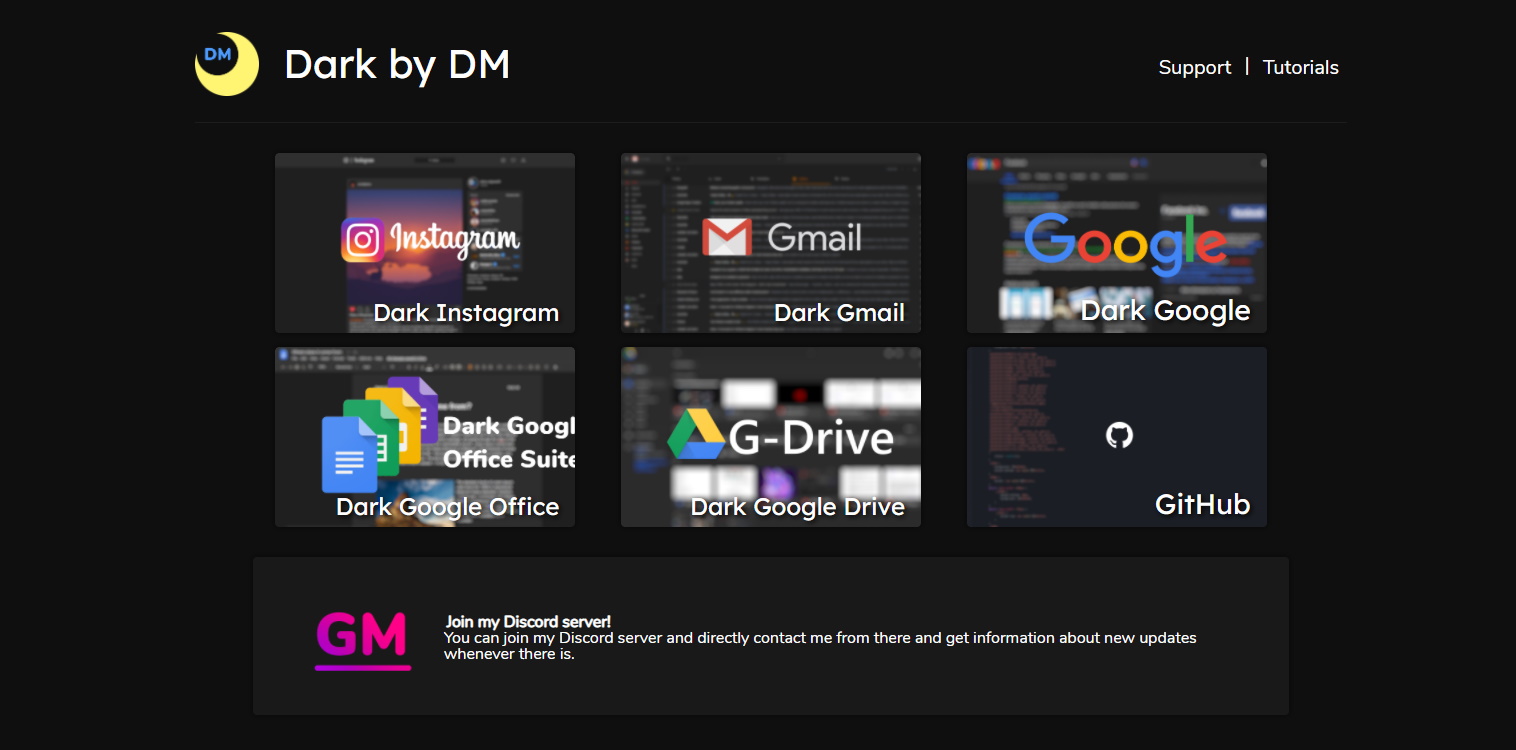 DM
Dark by DM
Support | Tutorials
Instagram
Dark Instagram
Gmail
Dark Gmail
Google
Dark Google
Dark Googl
Office Suite
Dark Google Office
G-Drive
Dark Google Drive
GitHub
GM
Join my Discord server!
You can join my Discord server and directly contact me from there and get information about new updates
whenever there is.